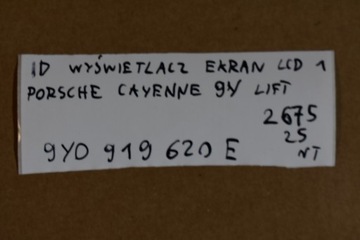 ID WYŚWIETLACZ EKRAN LCD 1
PORSCHE CAYENNE 9Y LIFT
2675
25
9Y0 919 620 E NT